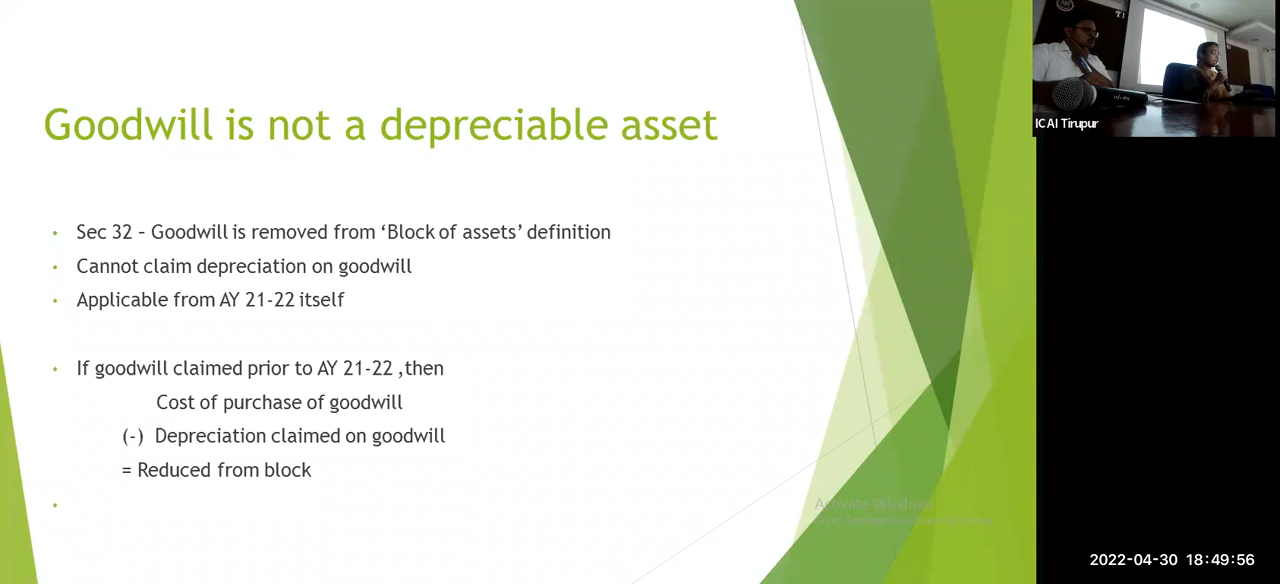 Goodwill is not a depreciable asset
• Sec 32 – Goodwill is removed from ‘Block of assets’ definition
• Cannot claim depreciation on goodwill
• Applicable from AY 21-22 itself
• If goodwill claimed prior to AY 21-22 ,then
Cost of purchase of goodwill
(-) Depreciation claimed on goodwill
= Reduced from block
•
Activate Windows
ICAI Tirupur
2022-04-30 18:49:56